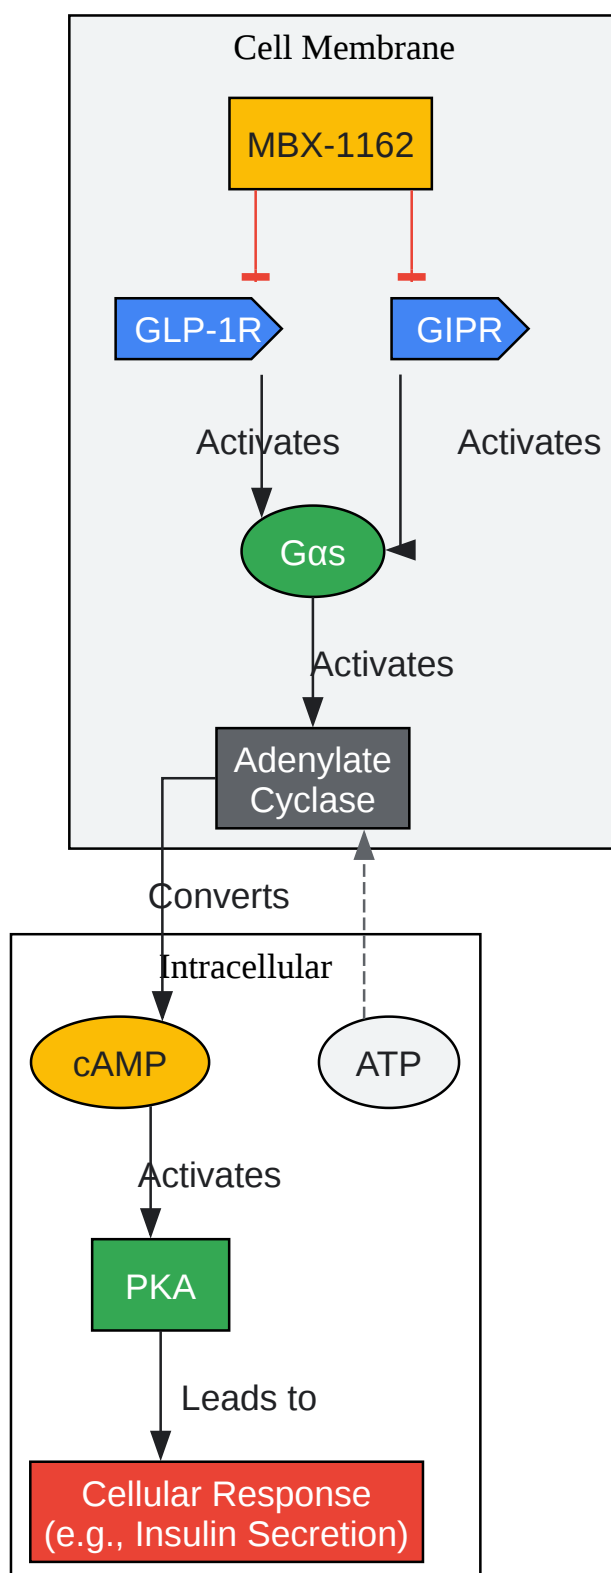 Cell Membrane
MBX-1162
GLP-1R
GIPR
Activates
Activates
Gαs
Activates
Adenylate
Cyclase
Converts
Intracellular
cAMP
ATP
Activates
PKA
Leads to
Cellular Response
(e.g., Insulin Secretion)